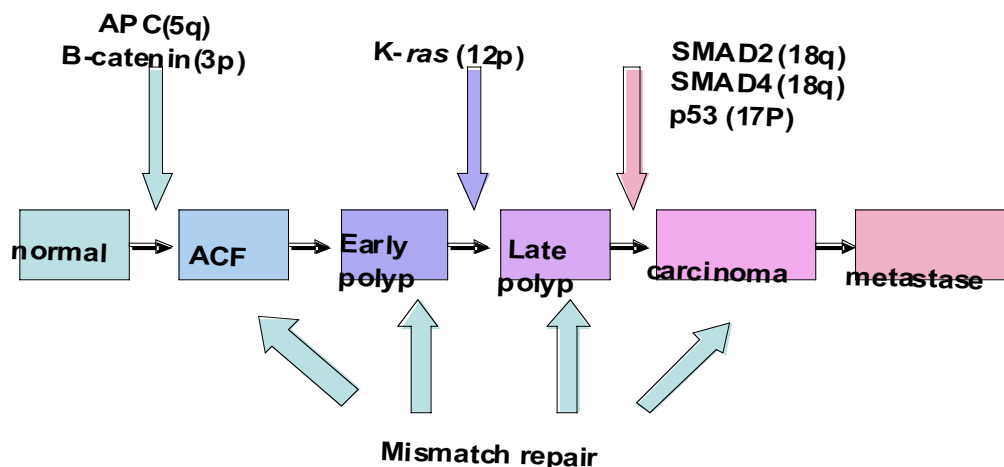 APC(5q)
B-catenin(3p)
K-ras (12p)
SMAD2 (18q)
SMAD4 (18q)
p53 (17P)
normal
ACF
Early
polyp
Late
polyp
carcinoma
metastase
Mismatch repair